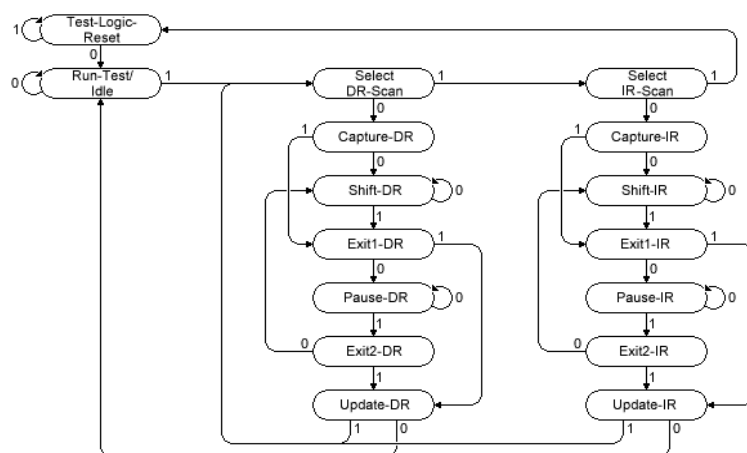 Test-Logic-
Reset
1
0
Run-Test/
Idle
0
1
Select
DR-Scan
1
Select
IR-Scan
1
0
0
1
Capture-DR
1
Capture-IR
0
0
Shift-DR
0
Shift-IR
0
1
1
Exit1-DR
1
Exit1-IR
1
0
0
Pause-DR
0
Pause-IR
0
1
1
0
Exit2-DR
0
Exit2-IR
1
1
Update-DR
Update-IR
1
0
1
0